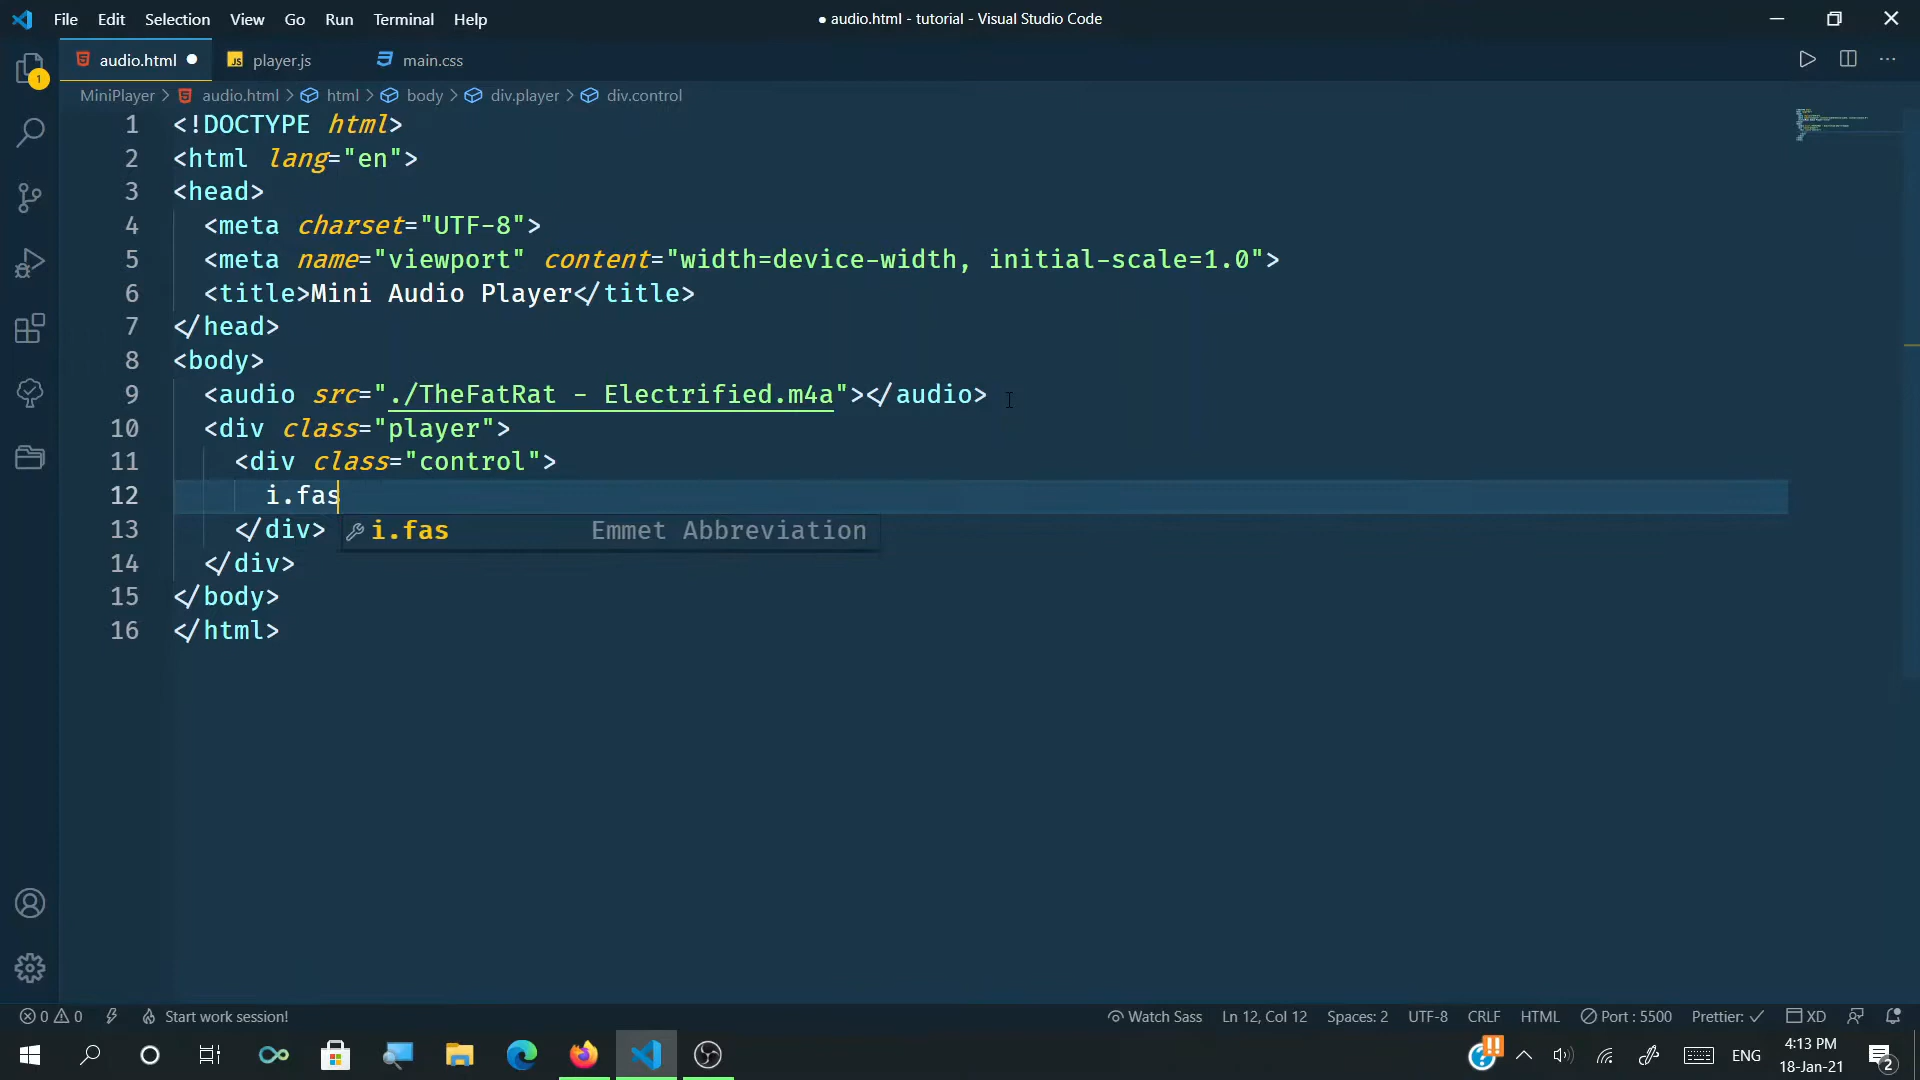 File Edit Selection View Go Run Terminal Help
● audio.html - tutorial - Visual Studio Code
audio.html ● JS player.js main.css
MiniPlayer > audio.html > html > body > div.player > div.control
1 <!DOCTYPE html>
2 <html lang="en">
3 <head>
4 <meta charset="UTF-8">
5 <meta name="viewport" content="width=device-width, initial-scale=1.0">
6 <title>Mini Audio Player</title>
7 </head>
8 <body>
9 <audio src="./TheFatRat - Electrified.m4a"></audio>
10 <div class="player">
11 <div class="control">
12 i.fas
13 </div> i.fas Emmet Abbreviation
14 </div>
15 </body>
16 </html>
1
0 0 Start work session! Watch Sass Ln 12, Col 12 Spaces: 2 UTF-8 CRLF HTML Port : 5500 Prettier: ✓ XD
ENG
4:13 PM
18-Jan-21
2